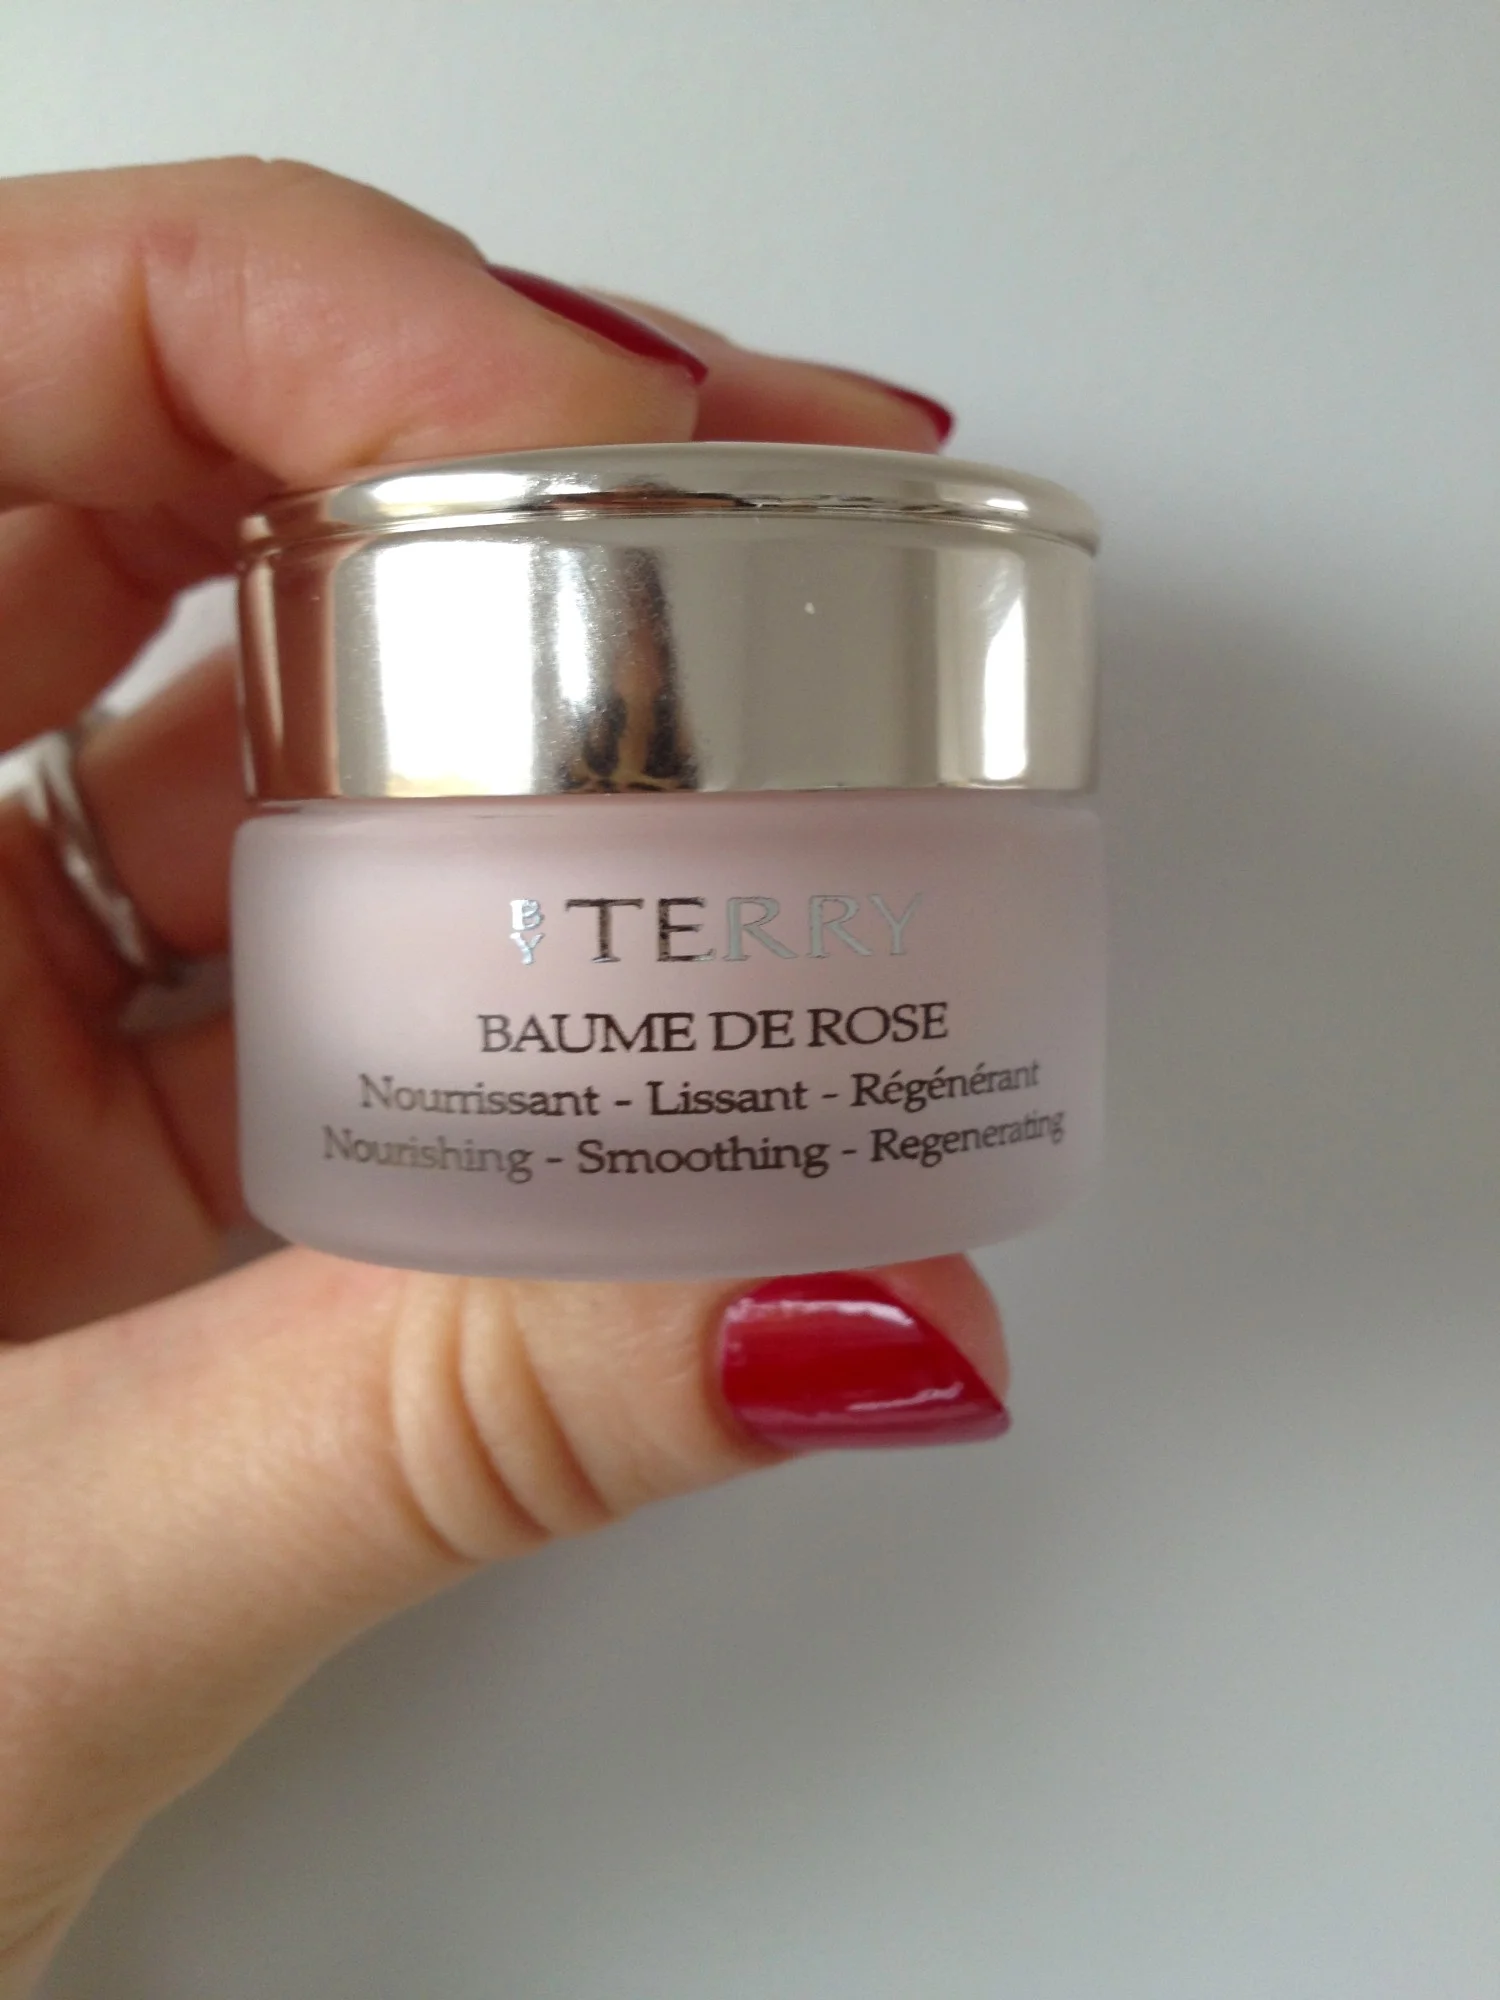 BY TERRY
BAUME DE ROSE
Nourrissant - Lissant - Régénérant
Nourishing - Smoothing - Regenerating